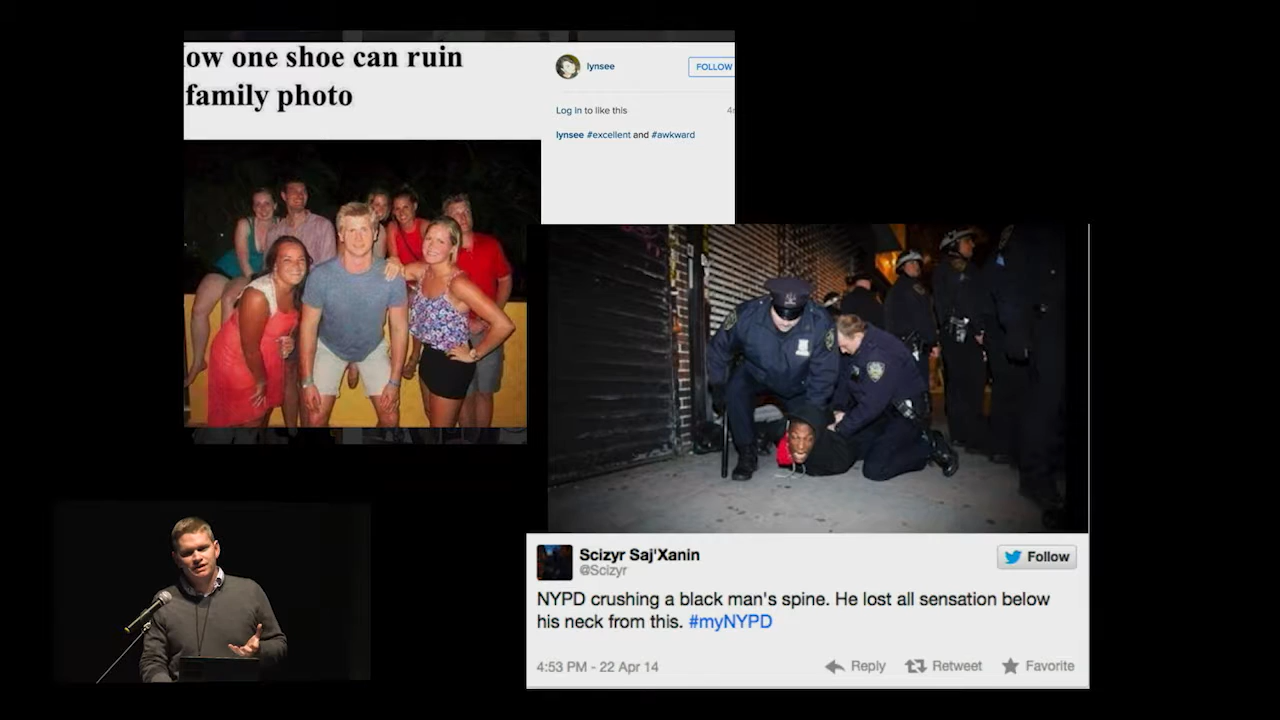 ow one shoe can ruin
family photo
lynsee
FOLLOW
Log in to like this
lynsee #excellent and #awkward
Scizyr Saj'Xanin
@Scizyr
Follow
NYPD crushing a black man's spine. He lost all sensation below
his neck from this. #myNYPD
4:53 PM - 22 Apr 14
Reply
Retweet
Favorite